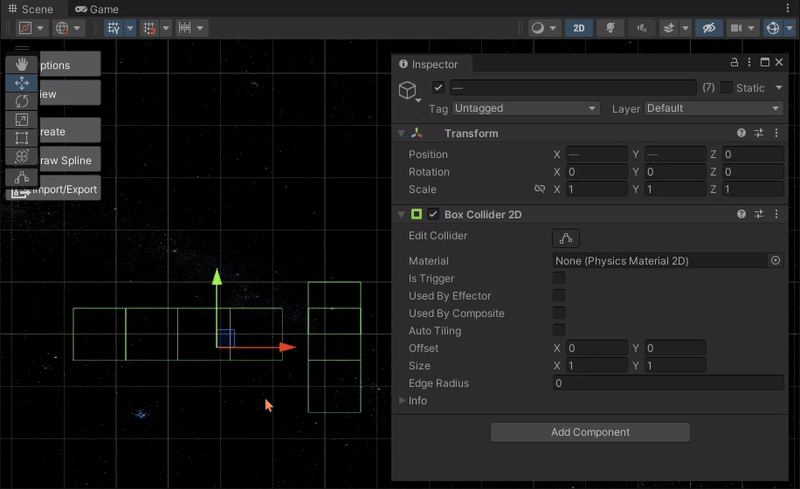 Scene Game
2D
ptions
iew
reate
raw Spline
Import/Export
Inspector
— (7) Static
Tag Untagged Layer Default
Transform
Position X — Y — Z 0
Rotation X 0 Y 0 Z 0
Scale X 1 Y 1 Z 1
Box Collider 2D
Edit Collider
Material None (Physics Material 2D)
Is Trigger
Used By Effector
Used By Composite
Auto Tiling
Offset X 0 Y 0
Size X 1 Y 1
Edge Radius 0
Info
Add Component